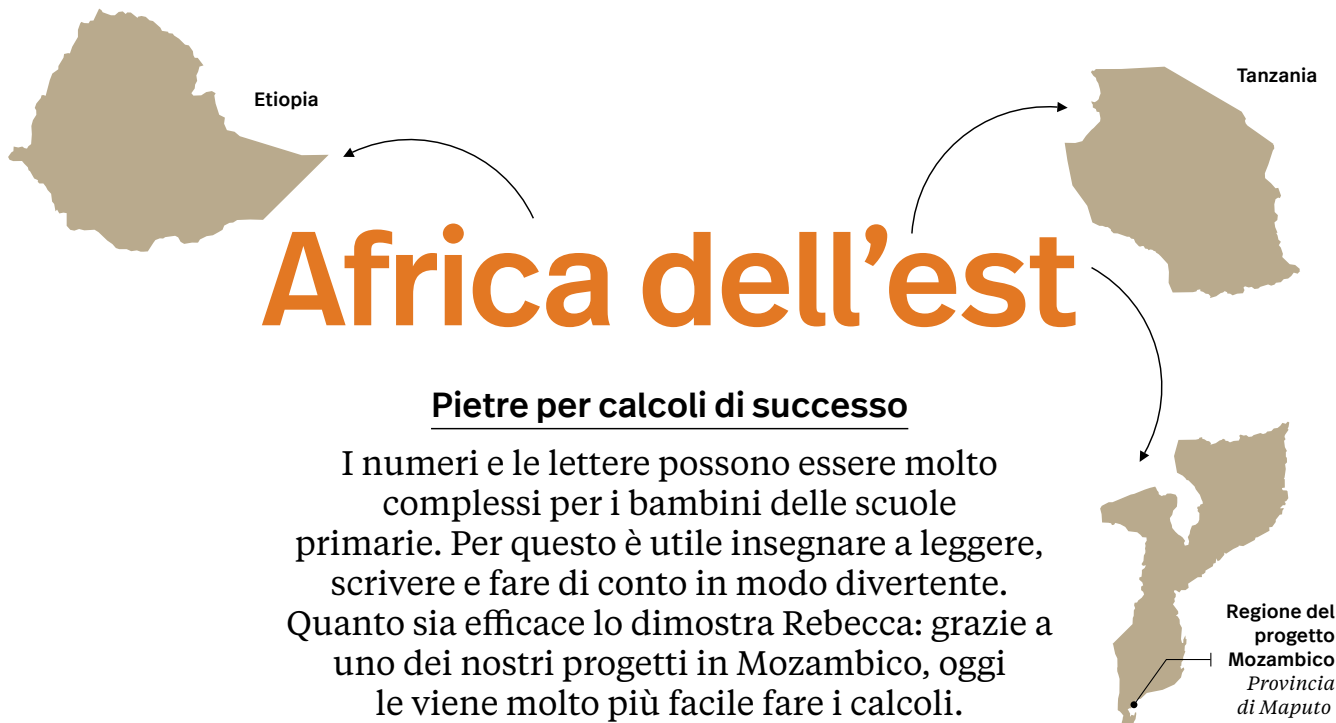 Etiopia
Tanzania
Africa dell’est
Pietre per calcoli di successo
I numeri e le lettere possono essere molto
complessi per i bambini delle scuole
primarie. Per questo è utile insegnare a leggere,
scrivere e fare di conto in modo divertente.
Quanto sia efficace lo dimostra Rebecca: grazie a
uno dei nostri progetti in Mozambico, oggi
le viene molto più facile fare i calcoli.
Regione del
progetto
Mozambico
Provincia
di Maputo